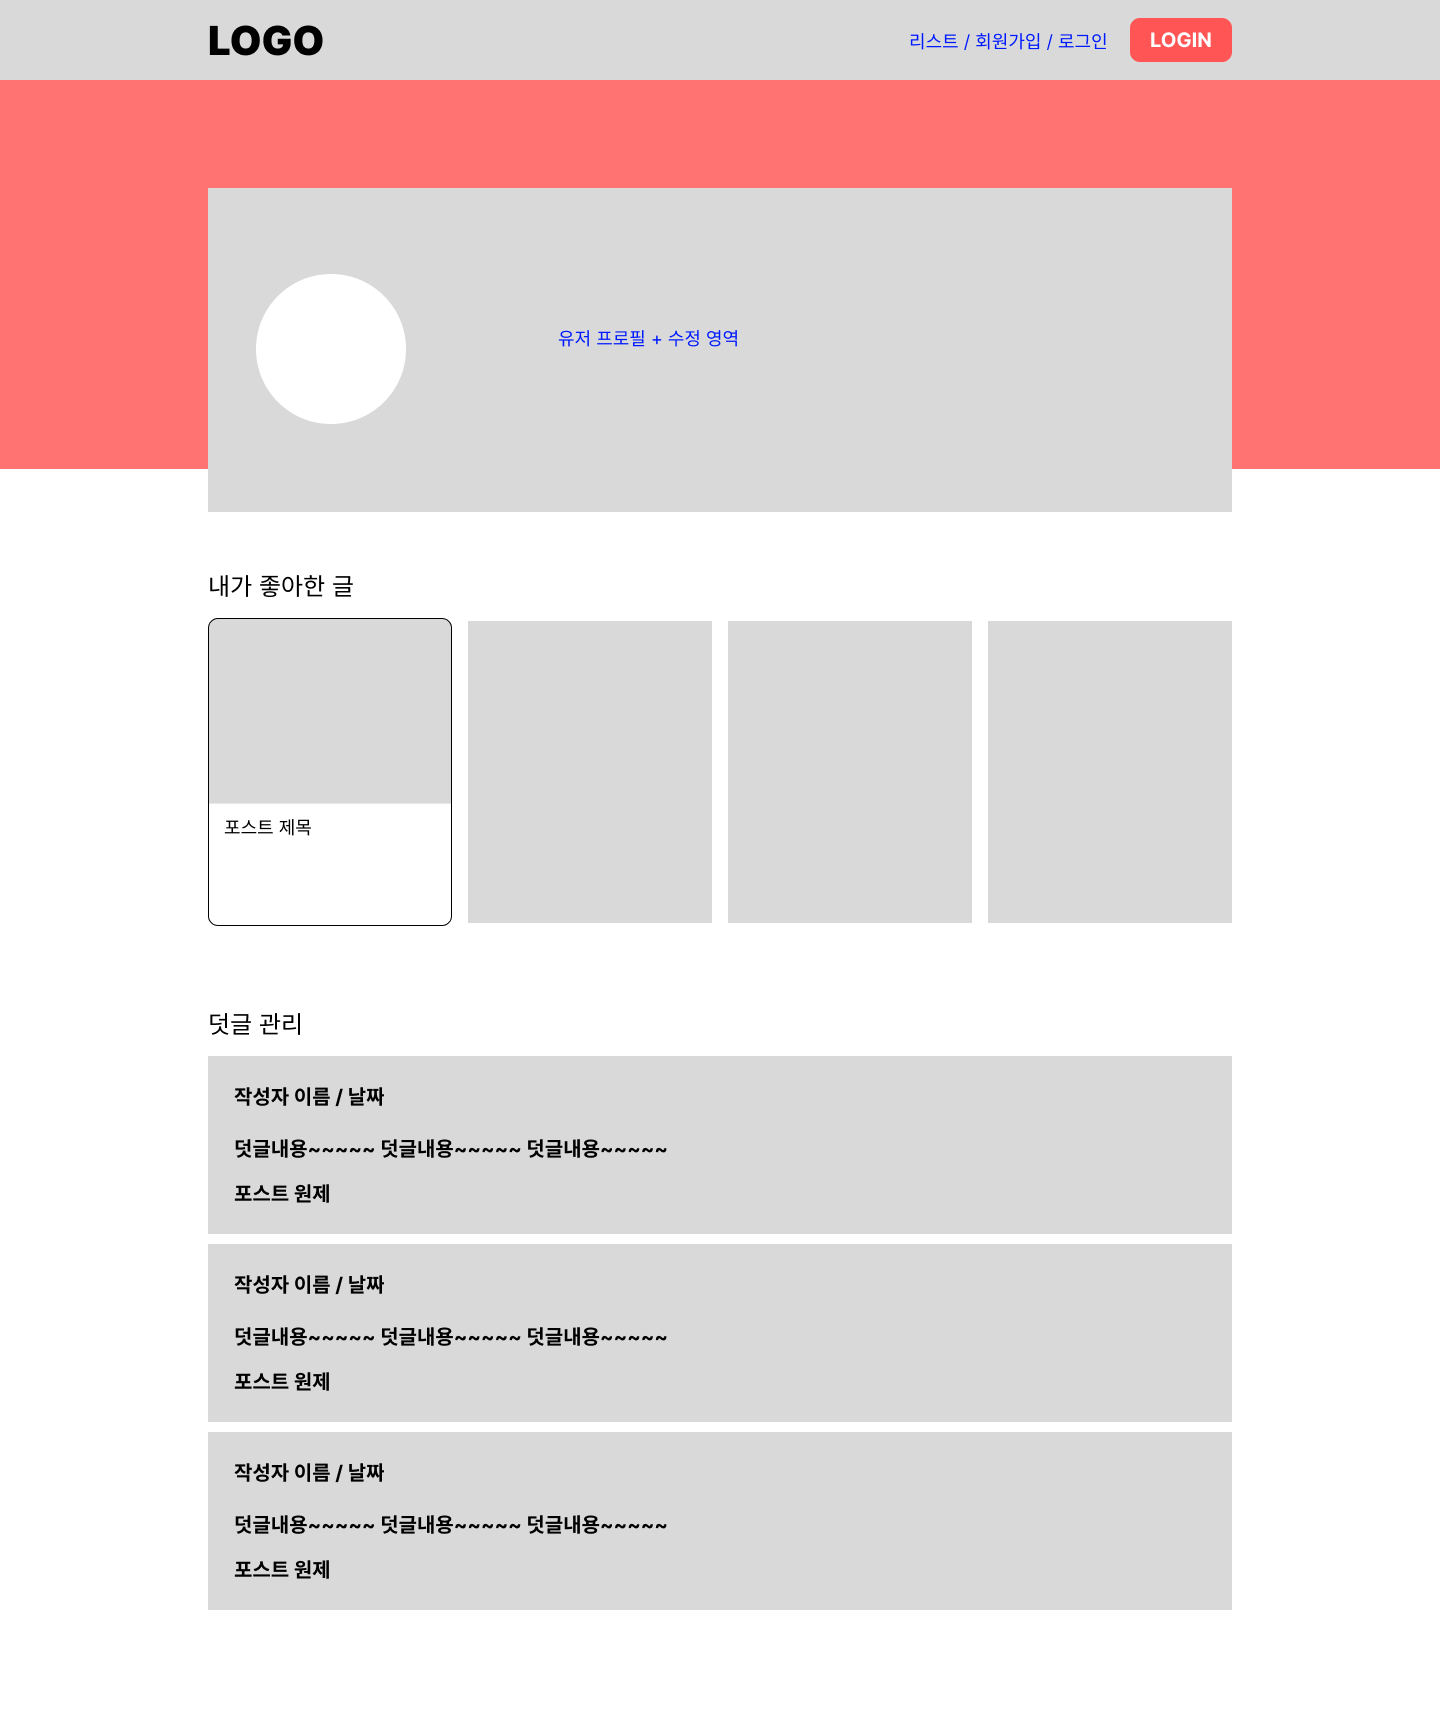 LOGO
리스트 / 회원가입 / 로그인
LOGIN
유저 프로필 + 수정 영역
내가 좋아한 글
포스트 제목
덧글 관리
작성자 이름 / 날짜
덧글내용~~~~~ 덧글내용~~~~~ 덧글내용~~~~~
포스트 원제
작성자 이름 / 날짜
덧글내용~~~~~ 덧글내용~~~~~ 덧글내용~~~~~
포스트 원제
작성자 이름 / 날짜
덧글내용~~~~~ 덧글내용~~~~~ 덧글내용~~~~~
포스트 원제